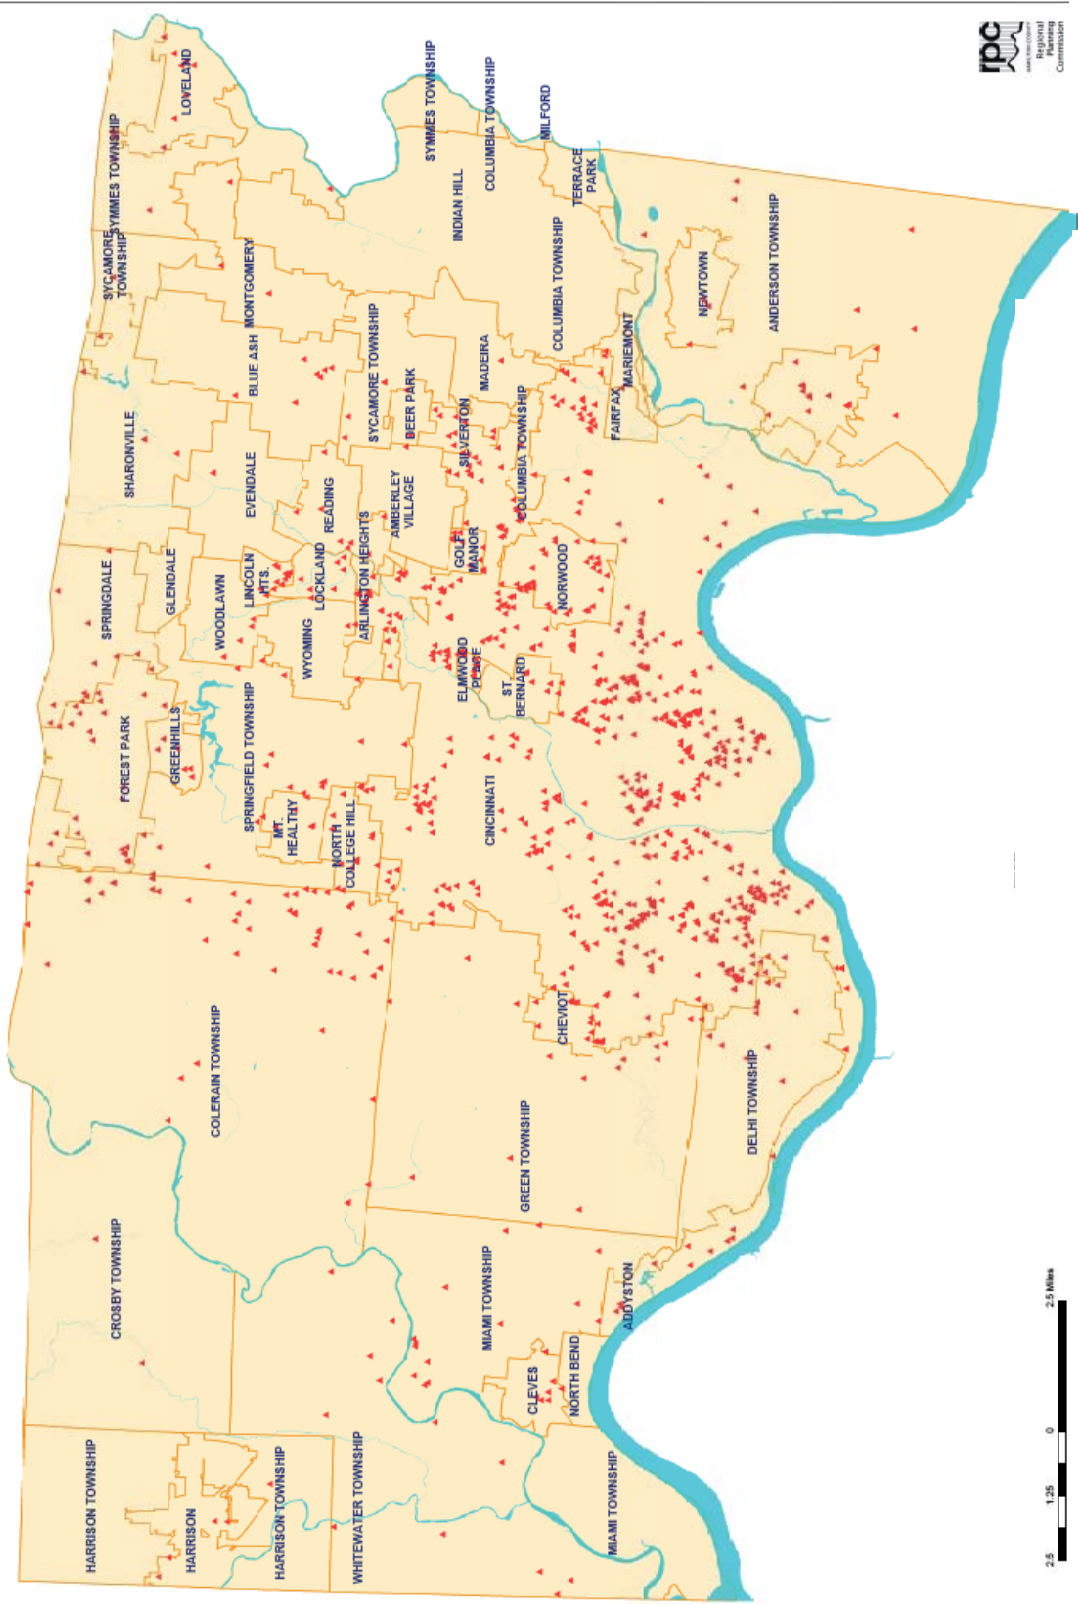 HARRISON TOWNSHIP
HARRISON
HARRISON TOWNSHIP
WHITEWATER TOWNSHIP
MIAMI TOWNSHIP
CROSBY TOWNSHIP
MIAMI TOWNSHIP
CLEVES
NORTH BEND
ADDYSTON
COLERAIN TOWNSHIP
GREEN TOWNSHIP
DELHI TOWNSHIP
CHEVIOT
FOREST PARK
GREENHILLS
SPRINGFIELD TOWNSHIP
MT.
HEALTHY
NORTH
COLLEGE HILL
CINCINNATI
SPRINGDALE
GLENDALE
WOODLAWN
LINCOLN
HTS.
WYOMING
LOCKLAND
ARLINGTON HEIGHTS
ELMWOOD
PLACE
ST.
BERNARD
NORWOOD
SHARONVILLE
EVENDALE
READING
AMBERLEY
VILLAGE
GOLF
MANOR
BLUE ASH
SYCAMORE TOWNSHIP
DEER PARK
SILVERTON
MADEIRA
COLUMBIA TOWNSHIP
FAIRFAX
MARIEMONT
SYCAMORE
TOWNSHIP
MONTGOMERY
SYMMES TOWNSHIP
LOVELAND
INDIAN HILL
SYMMES TOWNSHIP
COLUMBIA TOWNSHIP
MILFORD
TERRACE
PARK
COLUMBIA TOWNSHIP
NEWTOWN
ANDERSON TOWNSHIP
rpc
HAMILTON COUNTY
Regional
Planning
Commission
2.5 1.25 0 2.5 Miles